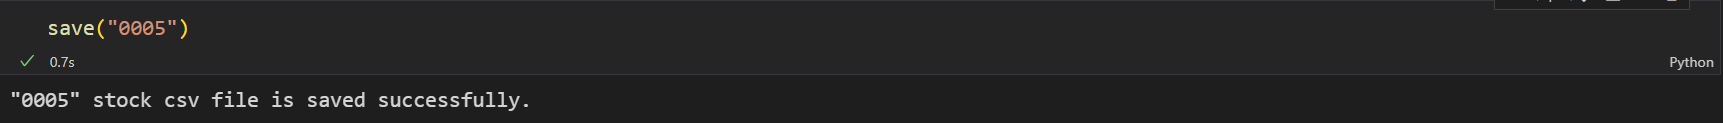 save("0005")
0.7s
Python
"0005" stock csv file is saved successfully.